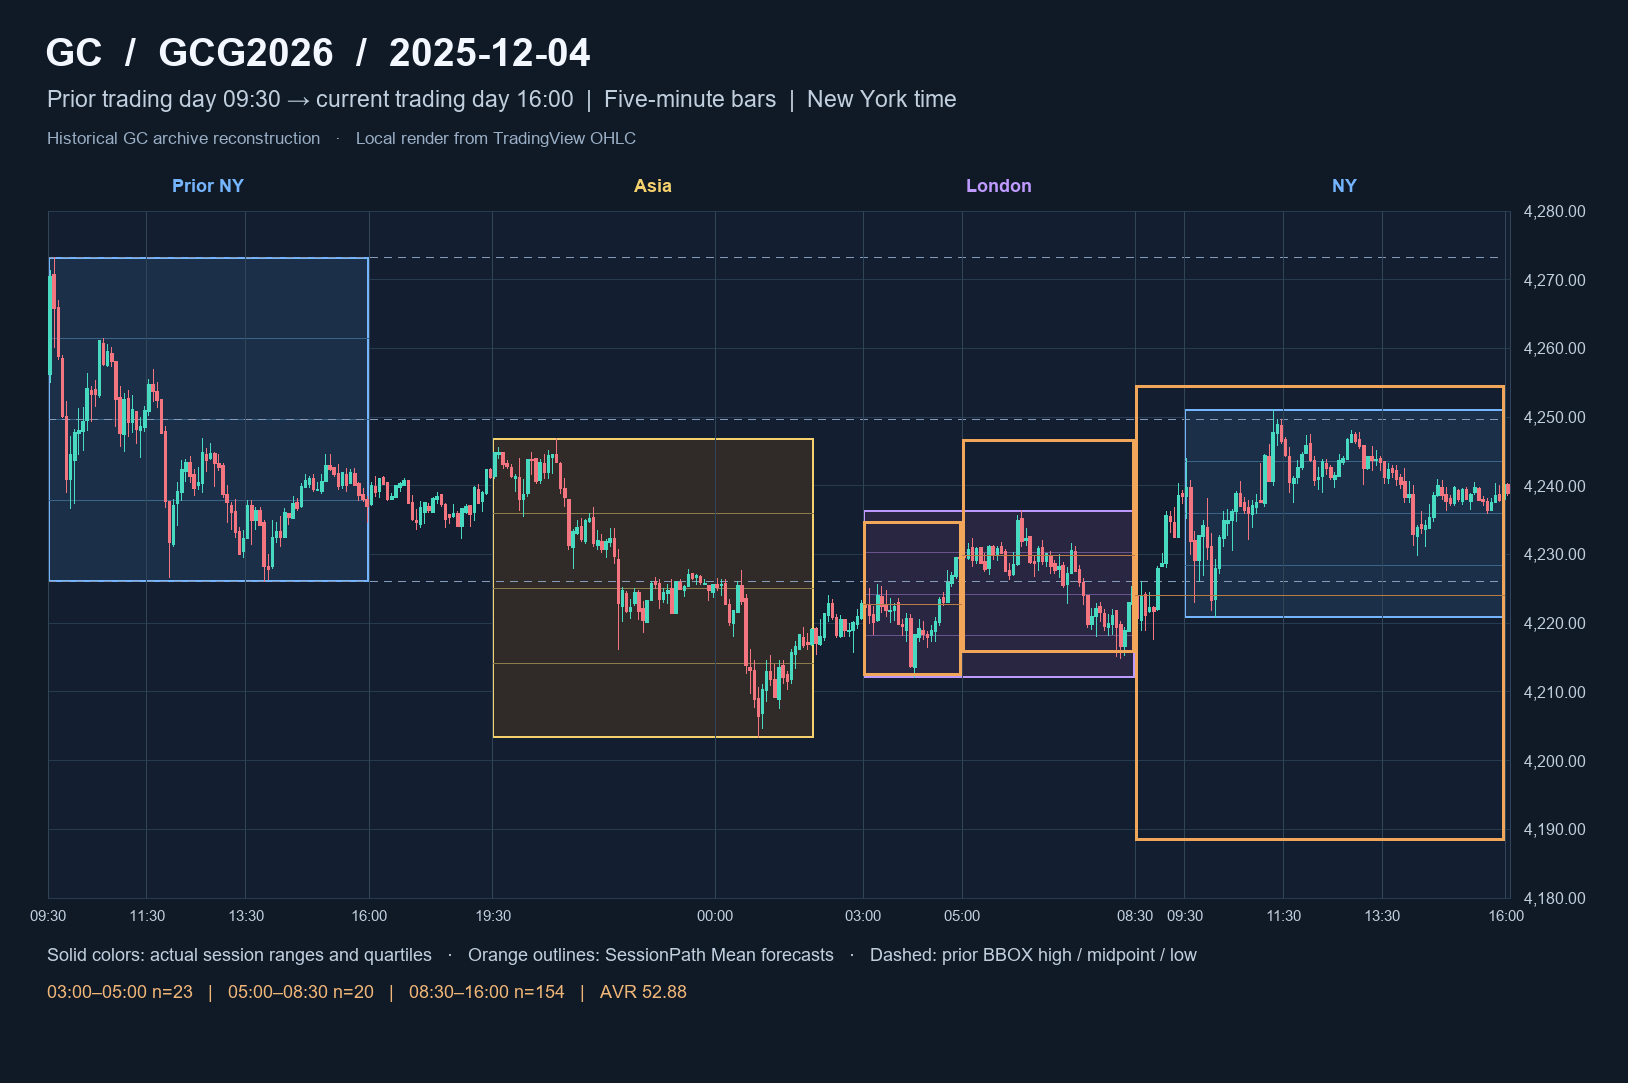 GC / GCG2026 / 2025-12-04
Prior trading day 09:30 → current trading day 16:00 | Five-minute bars | New York time
Historical GC archive reconstruction · Local render from TradingView OHLC
Prior NY Asia London NY
4,280.00
4,270.00
4,260.00
4,250.00
4,240.00
4,230.00
4,220.00
4,210.00
4,200.00
4,190.00
4,180.00
09:30 11:30 13:30 16:00 19:30 00:00 03:00 05:00 08:30 09:30 11:30 13:30 16:00
Solid colors: actual session ranges and quartiles · Orange outlines: SessionPath Mean forecasts · Dashed: prior BBOX high / midpoint / low
03:00–05:00 n=23 | 05:00–08:30 n=20 | 08:30–16:00 n=154 | AVR 52.88